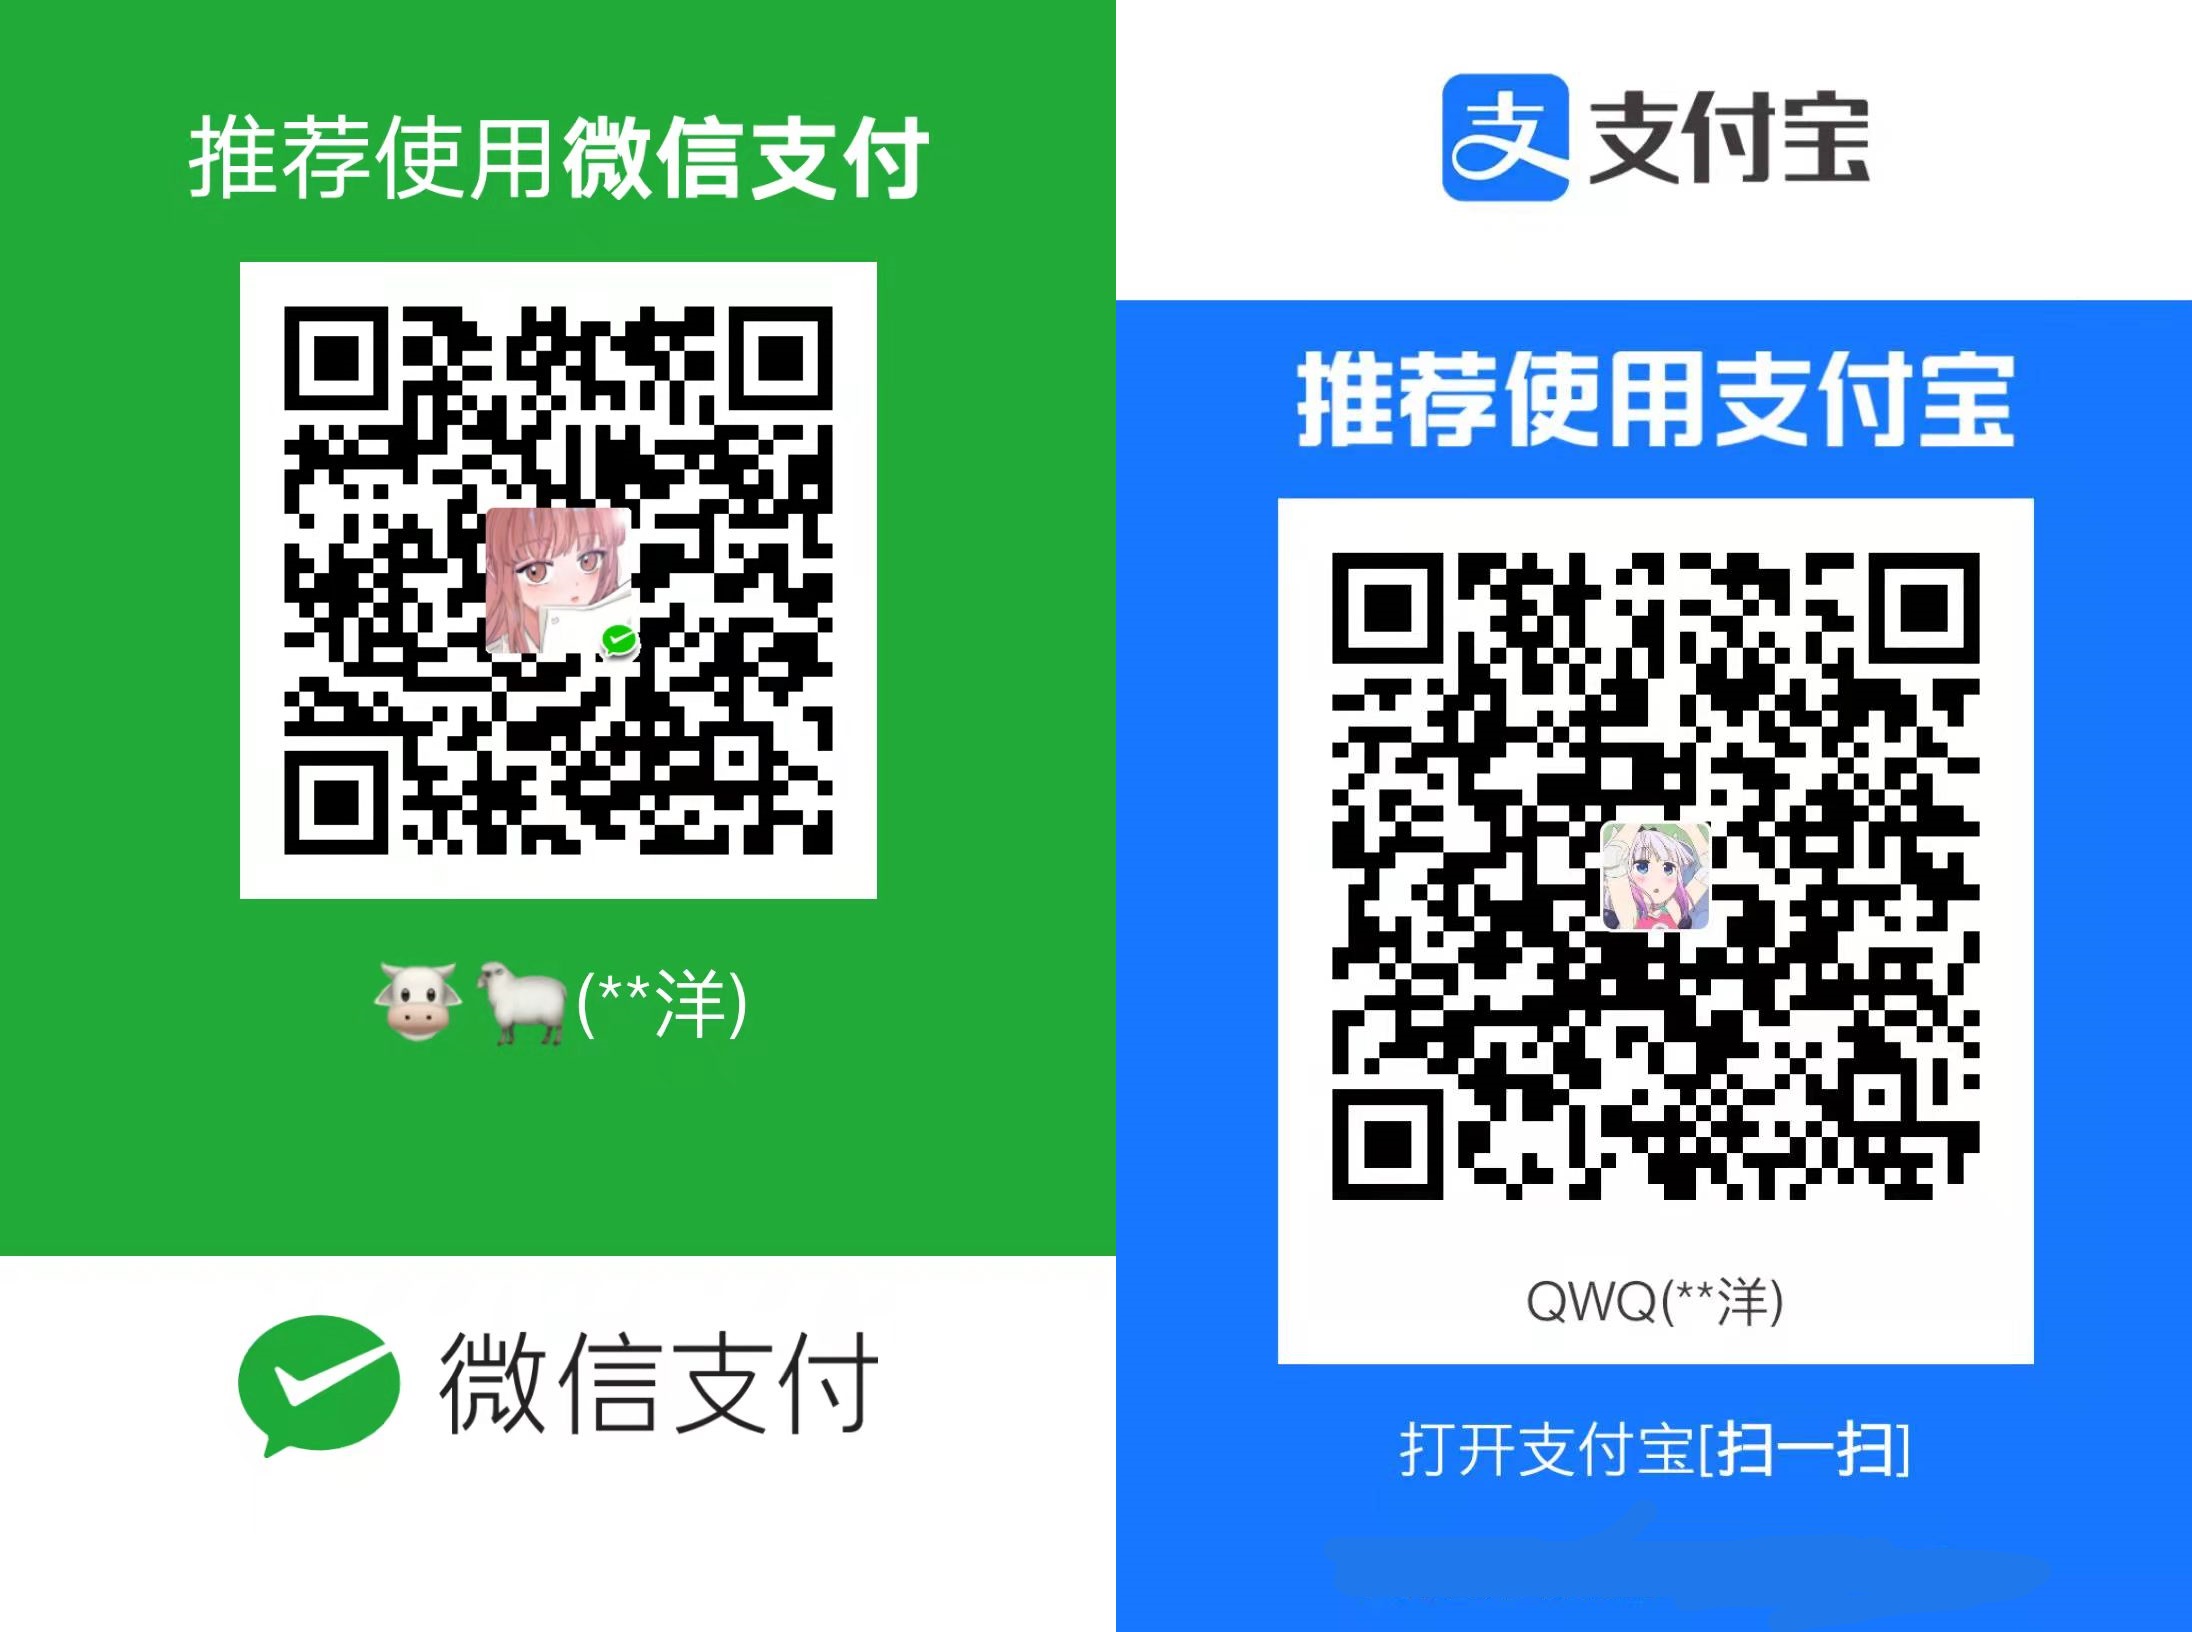 推荐使用微信支付
🐮🐑(**洋)
微信支付
支 支付宝
推荐使用支付宝
QWQ(**洋)
打开支付宝[扫一扫]